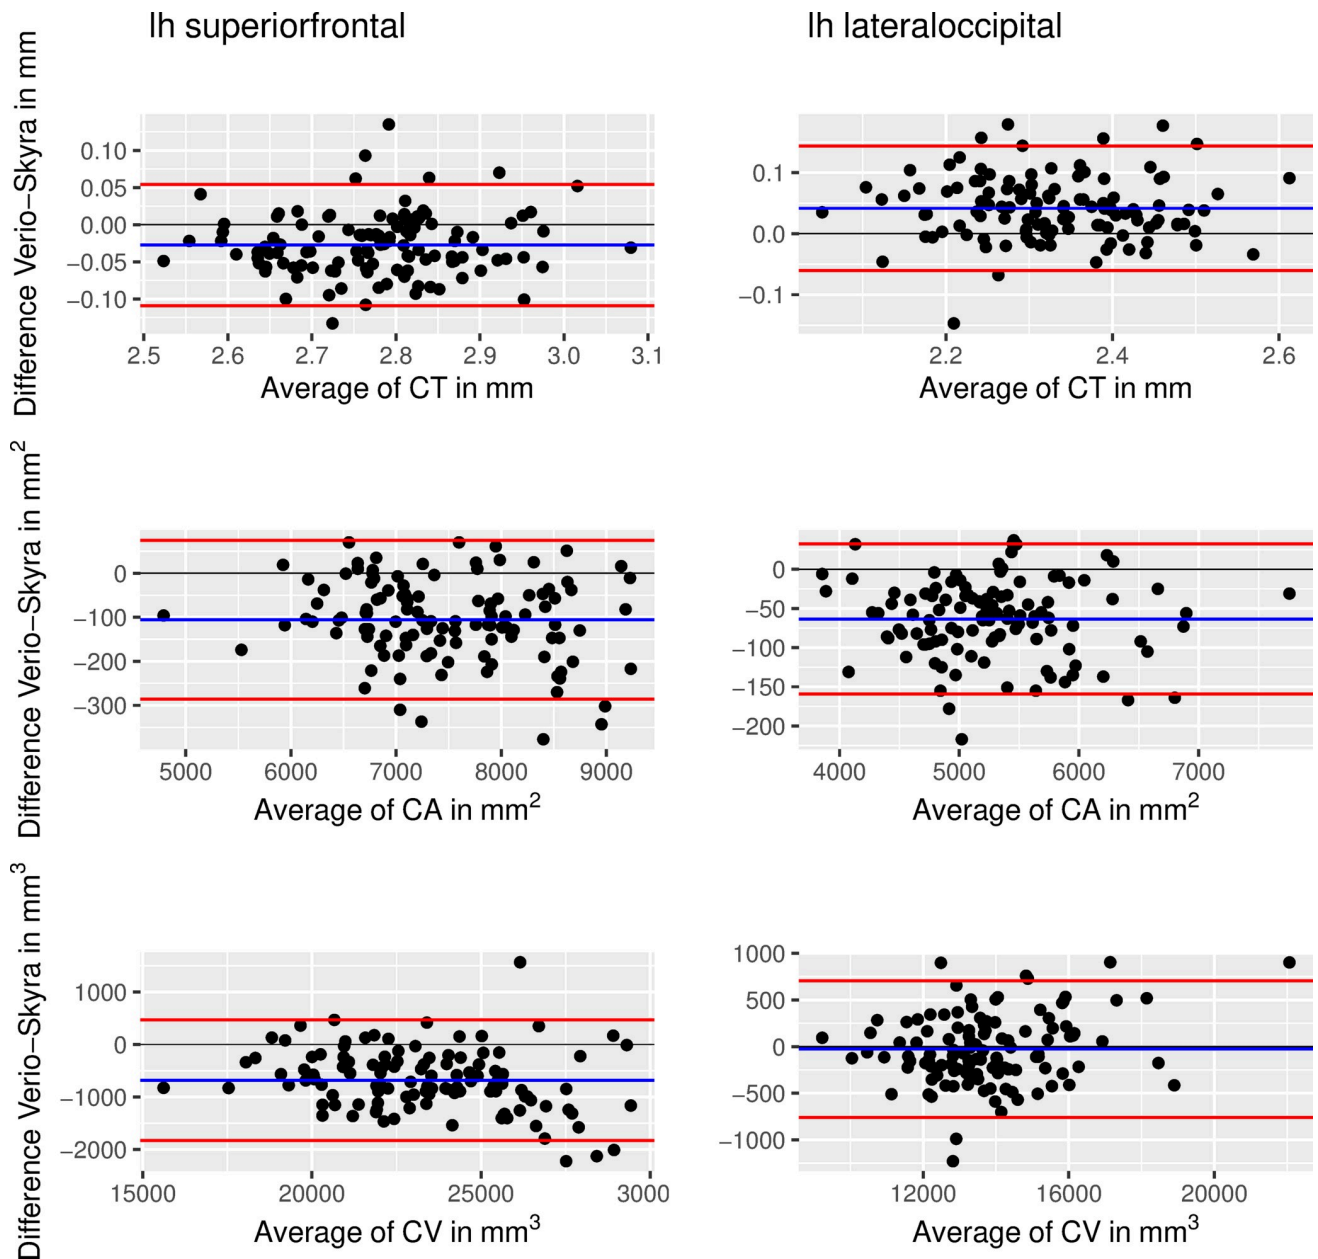 lh superiorfrontal
lh lateraloccipital
Difference Verio−Skyra in mm
0.10
0.05
0.00
−0.05
−0.10
2.5 2.6 2.7 2.8 2.9 3.0 3.1
Average of CT in mm
0.1
0.0
−0.1
2.2 2.4 2.6
Average of CT in mm
Difference Verio−Skyra in mm²
0
−100
−200
−300
5000 6000 7000 8000 9000
Average of CA in mm²
0
−50
−100
−150
−200
4000 5000 6000 7000
Average of CA in mm²
Difference Verio−Skyra in mm³
1000
0
−1000
−2000
15000 20000 25000 3000
Average of CV in mm³
1000
500
0
−500
−1000
12000 16000 20000
Average of CV in mm³